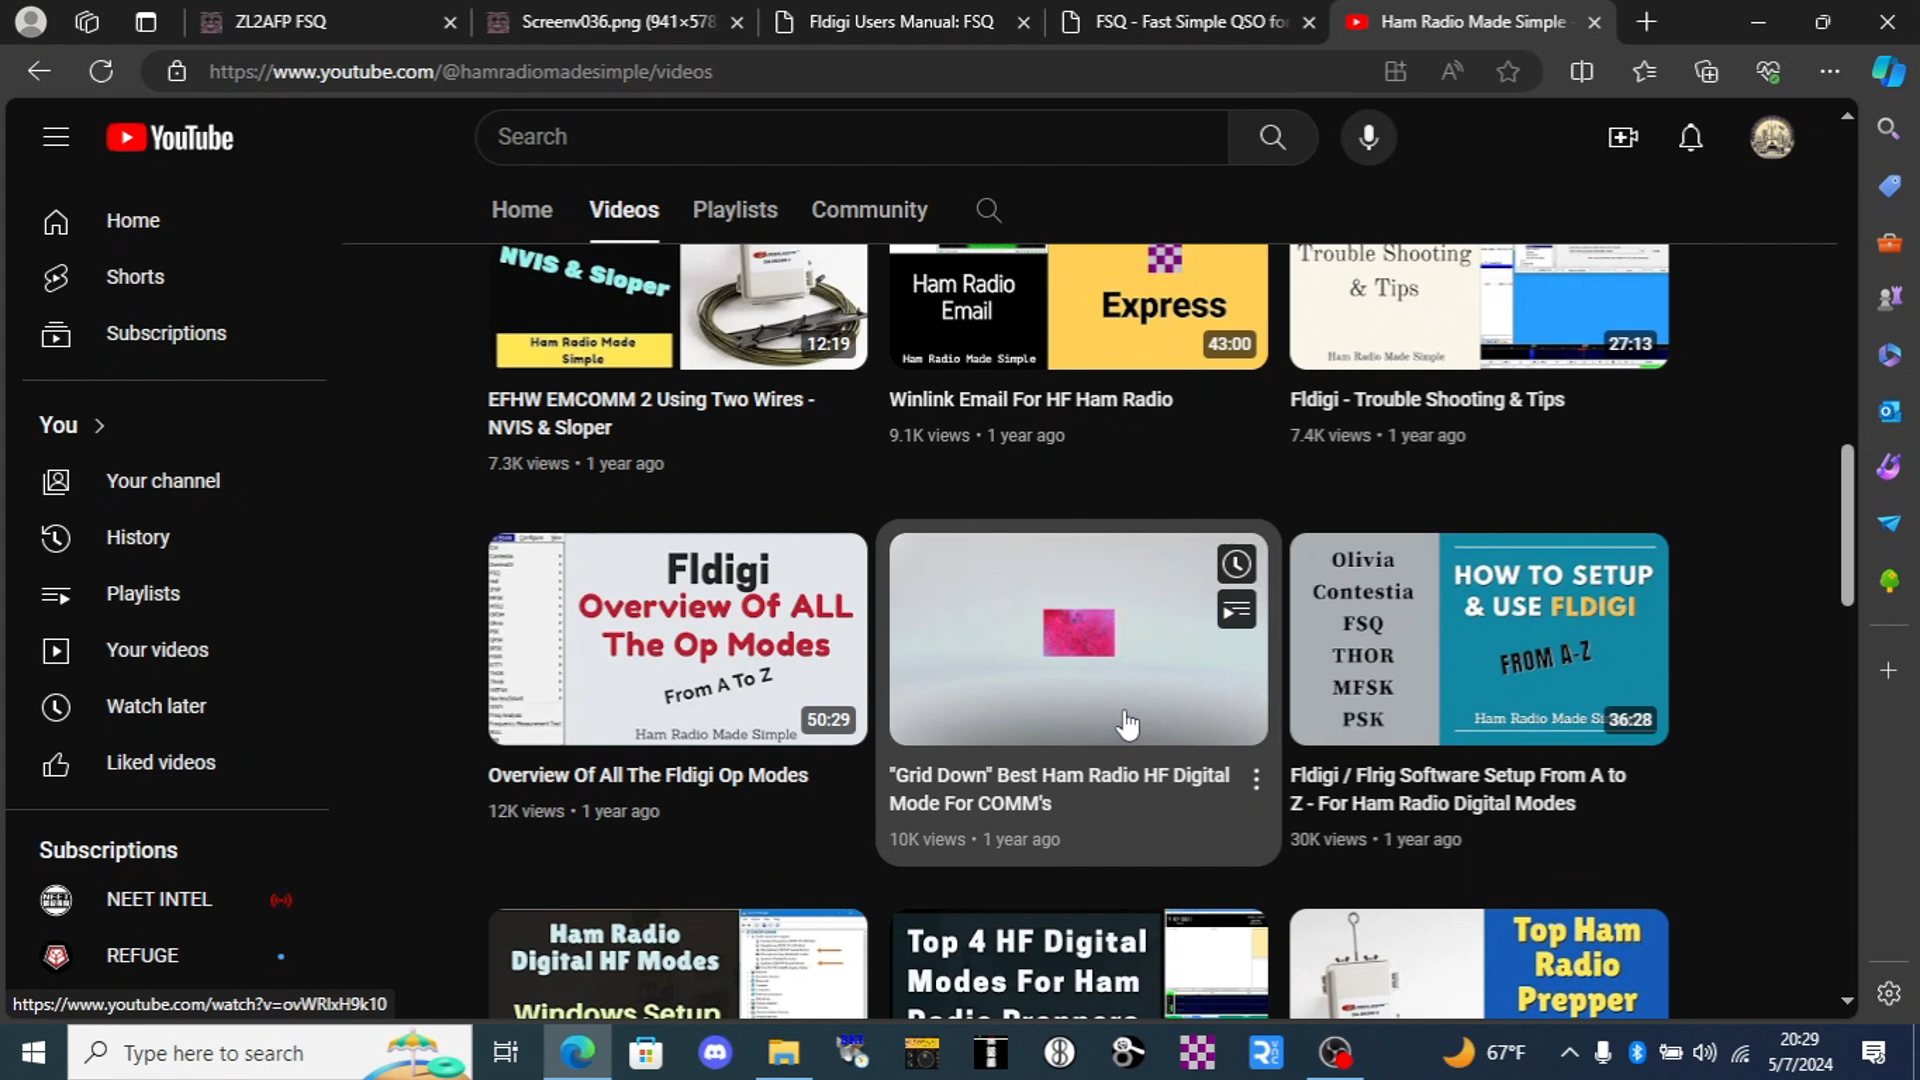 ZL2AFP FSQ
Screenv036.png (941×578
Fldigi Users Manual: FSQ
FSQ - Fast Simple QSO for
Ham Radio Made Simple -
https://www.youtube.com/@hamradiomadesimple/videos
YouTube
Search
Home
Videos
Playlists
Community
Home
Shorts
Subscriptions
You
Your channel
History
Playlists
Your videos
Watch later
Liked videos
Subscriptions
NEET INTEL
REFUGE
https://www.youtube.com/watch?v=ovWRlxH9k10
NVIS & Sloper
Ham Radio Made
Simple
12:19
EFHW EMCOMM 2 Using Two Wires -
NVIS & Sloper
7.3K views • 1 year ago
Ham Radio
Email
Ham Radio Made Simple
Express
43:00
Winlink Email For HF Ham Radio
9.1K views • 1 year ago
Trouble Shooting
& Tips
Ham Radio Made Simple
27:13
Fldigi - Trouble Shooting & Tips
7.4K views • 1 year ago
Fldigi
Overview Of ALL
The Op Modes
From A To Z
Ham Radio Made Simple
50:29
Overview Of All The Fldigi Op Modes
12K views • 1 year ago
"Grid Down" Best Ham Radio HF Digital
Mode For COMM's
10K views • 1 year ago
Olivia
Contestia
FSQ
THOR
MFSK
PSK
HOW TO SETUP
& USE FLDIGI
FROM A-Z
Ham Radio Made Si
36:28
Fldigi / Flrig Software Setup From A to
Z - For Ham Radio Digital Modes
30K views • 1 year ago
Ham Radio
Digital HF Modes
Windows Setup
Top 4 HF Digital
Modes For Ham
Radio Preppers
Top Ham
Radio
Prepper
Type here to search
67°F
20:29
5/7/2024